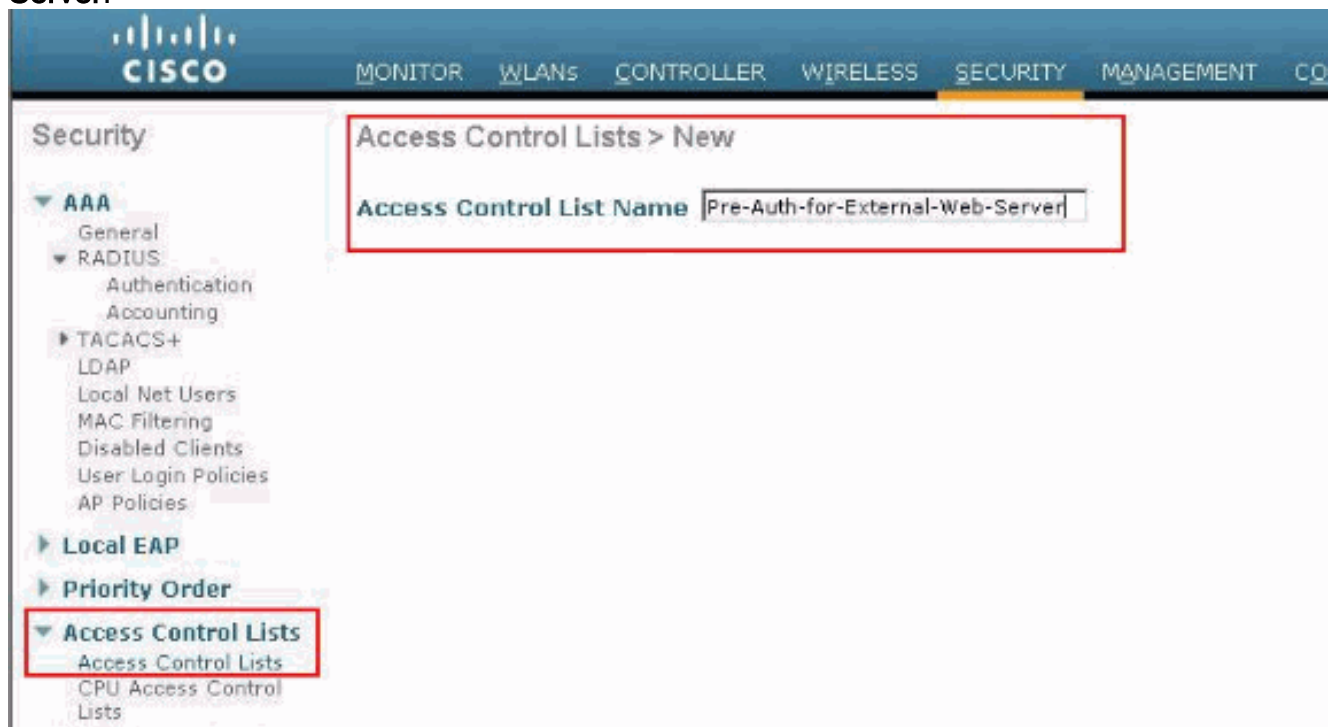 CISCO
MONITOR WLANs CONTROLLER WIRELESS SECURITY MANAGEMENT
Security
AAA
General
RADIUS
Authentication
Accounting
TACACS+
LDAP
Local Net Users
MAC Filtering
Disabled Clients
User Login Policies
AP Policies
Local EAP
Priority Order
Access Control Lists
Access Control Lists
CPU Access Control
Lists
Access Control Lists > New
Access Control List Name Pre-Auth-for-External-Web-Server